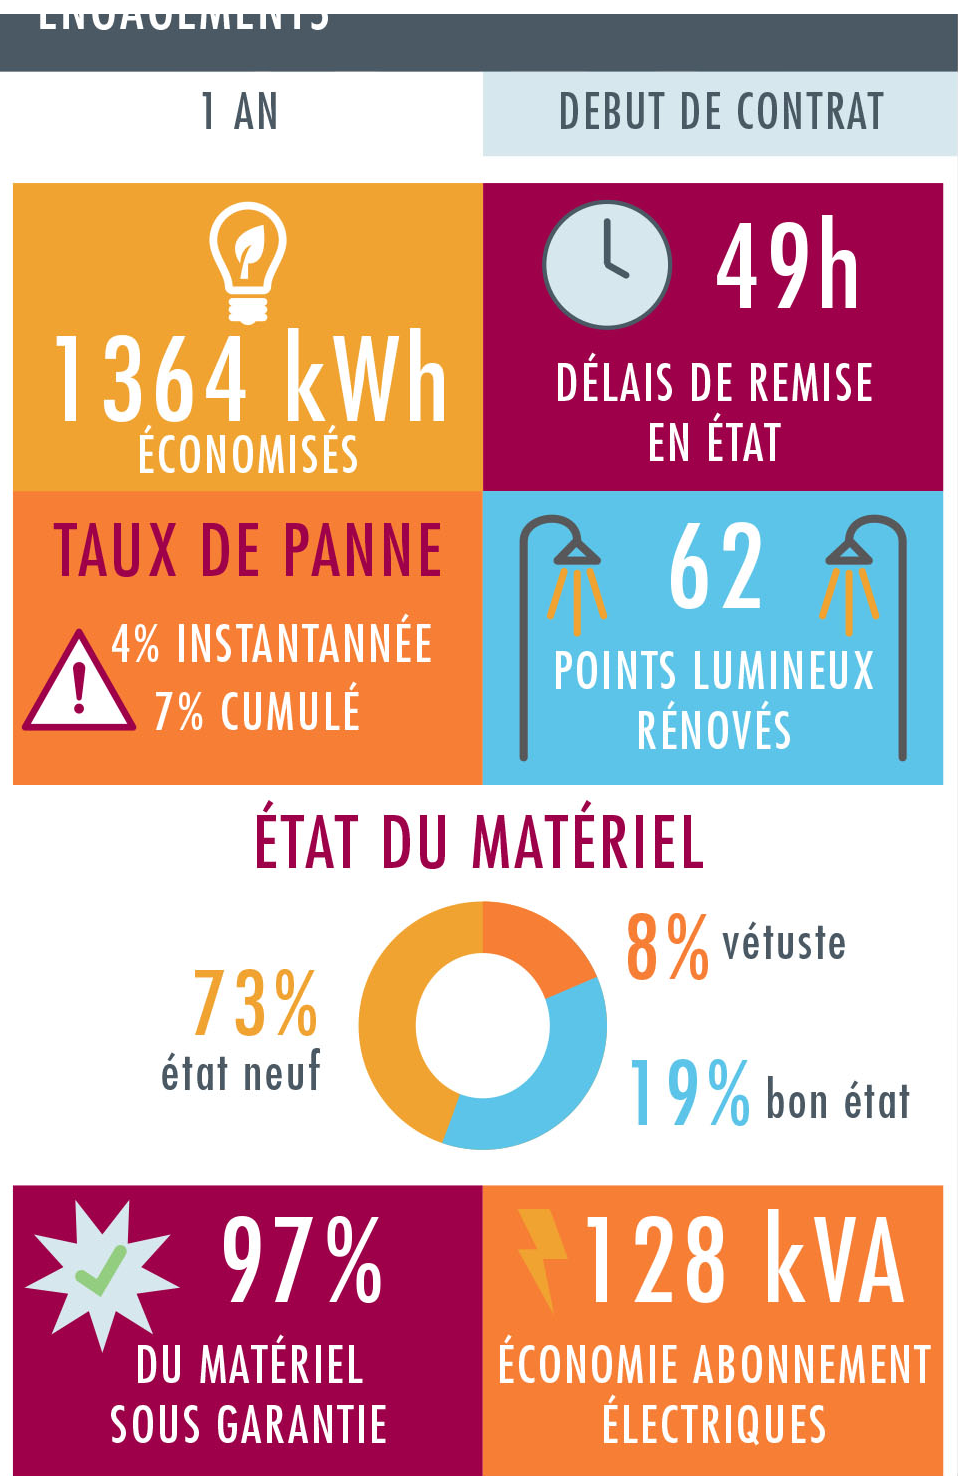 ENGAGEMENTS
1 AN
DEBUT DE CONTRAT
1364 kWh
ÉCONOMISÉS
49h
DÉLAIS DE REMISE
EN ÉTAT
TAUX DE PANNE
4% INSTANTANNÉE
7% CUMULÉ
62
POINTS LUMINEUX
RÉNOVÉS
ÉTAT DU MATÉRIEL
8% vétuste
73%
état neuf
19% bon état
97%
DU MATÉRIEL
SOUS GARANTIE
128 kVA
ÉCONOMIE ABONNEMENT
ÉLECTRIQUES